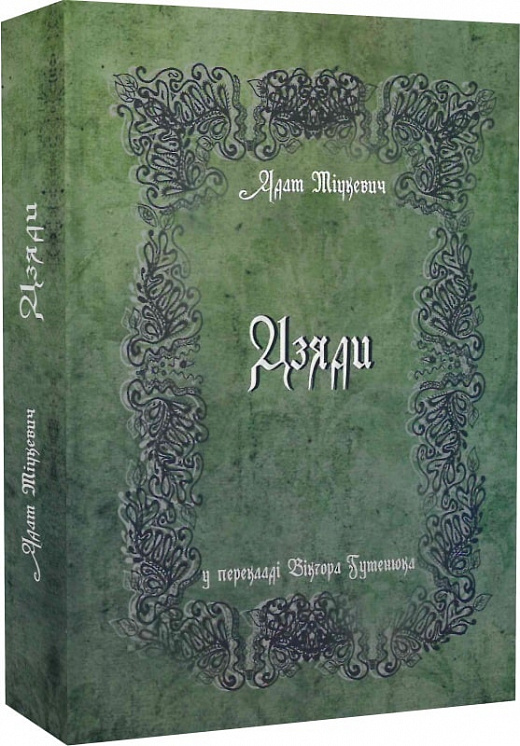 Адам Міцкевич
Дзяди
у перекладі Віктора Гутенюка
Дзяди
Адам Міцкевич